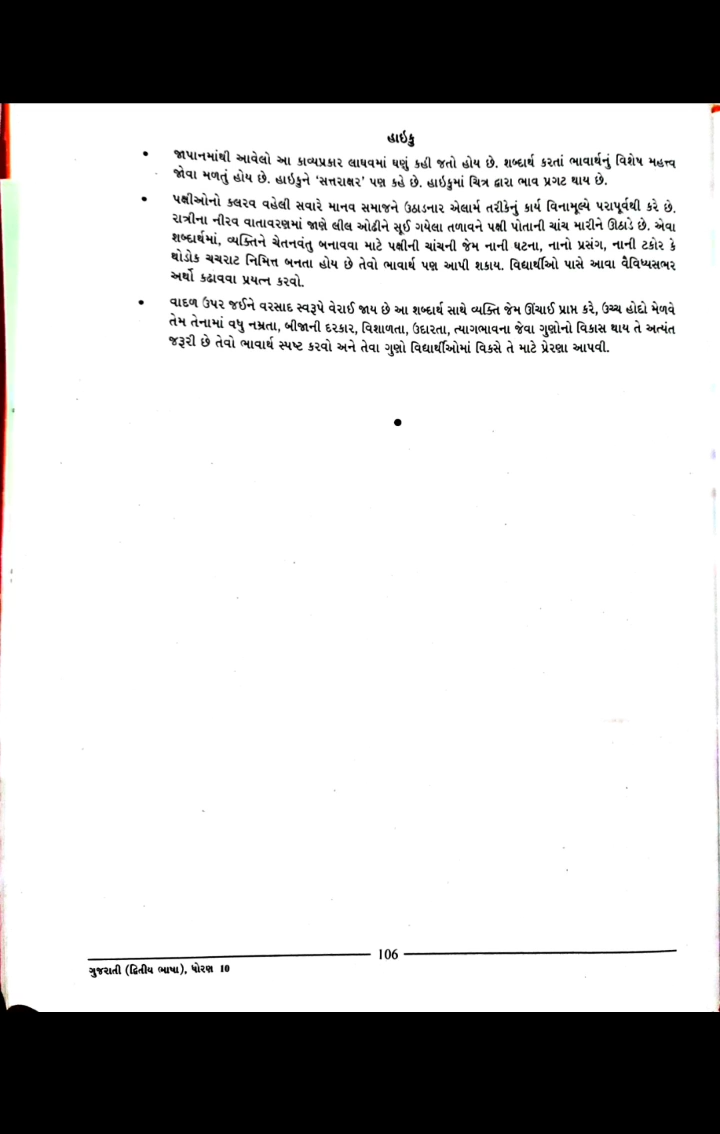 હાઇકુ
• જાપાનમાંથી આવેલો આ કાવ્યપ્રકાર લાઘવમાં ઘણું કહી જતો હોય છે. શબ્દાર્થ કરતાં ભાવાર્થનું વિશેષ મહત્ત્વ
જોવા મળતું હોય છે. હાઇકુને ‘સત્તરાક્ષર’ પણ કહે છે. હાઇકુમાં ચિત્ર દ્વારા ભાવ પ્રગટ થાય છે.
• પક્ષીઓનો કલરવ વહેલી સવારે માનવ સમાજને ઉઠાડનાર એલાર્મ તરીકેનું કાર્ય વિનામૂલ્યે પરાપૂર્વથી કરે છે.
રાત્રીના નીરવ વાતાવરણમાં જાણે લીલ ઓઢીને સૂઈ ગયેલા તળાવને પક્ષી પોતાની ચાંચ મારીને ઊઠાડે છે. એવા
શબ્દાર્થમાં, વ્યક્તિને ચેતનવંતુ બનાવવા માટે પક્ષીની ચાંચની જેમ નાની ઘટના, નાનો પ્રસંગ, નાની ટકોર કે
થોડોક ચચરાટ નિમિત્ત બનતા હોય છે તેવો ભાવાર્થ પણ આપી શકાય. વિદ્યાર્થીઓ પાસે આવા વૈવિધ્યસભર
અર્થો કઢાવવા પ્રયત્ન કરવો.
• વાદળ ઉપર જઈને વરસાદ સ્વરૂપે વેરાઈ જાય છે આ શબ્દાર્થ સાથે વ્યક્તિ જેમ ઊંચાઈ પ્રાપ્ત કરે, ઉચ્ચ હોદ્દો મેળવે
તેમ તેનામાં વધુ નમ્રતા, બીજાની દરકાર, વિશાળતા, ઉદારતા, ત્યાગભાવના જેવા ગુણોનો વિકાસ થાય તે અત્યંત
જરૂરી છે તેવો ભાવાર્થ સ્પષ્ટ કરવો અને તેવા ગુણો વિદ્યાર્થીઓમાં વિકસે તે માટે પ્રેરણા આપવી.
•
106
ગુજરાતી (દ્વિતીય ભાષા), ધોરણ 10